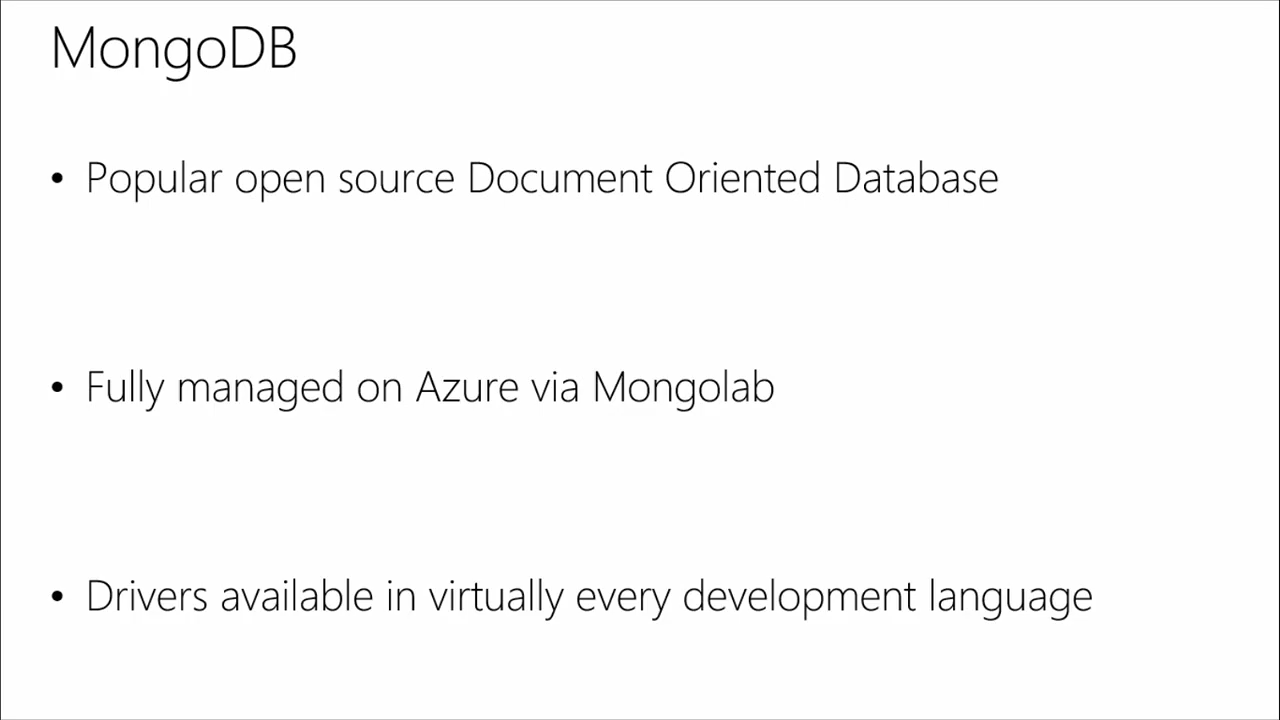 MongoDB
• Popular open source Document Oriented Database
• Fully managed on Azure via Mongolab
• Drivers available in virtually every development language